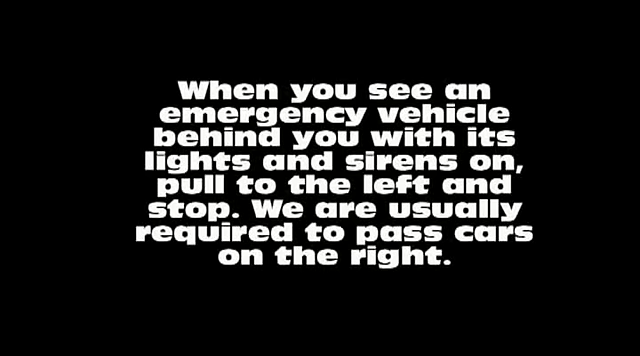 When you see an
emergency vehicle
behind you with its
lights and sirens on,
pull to the left and
stop. We are usually
required to pass cars
on the right.